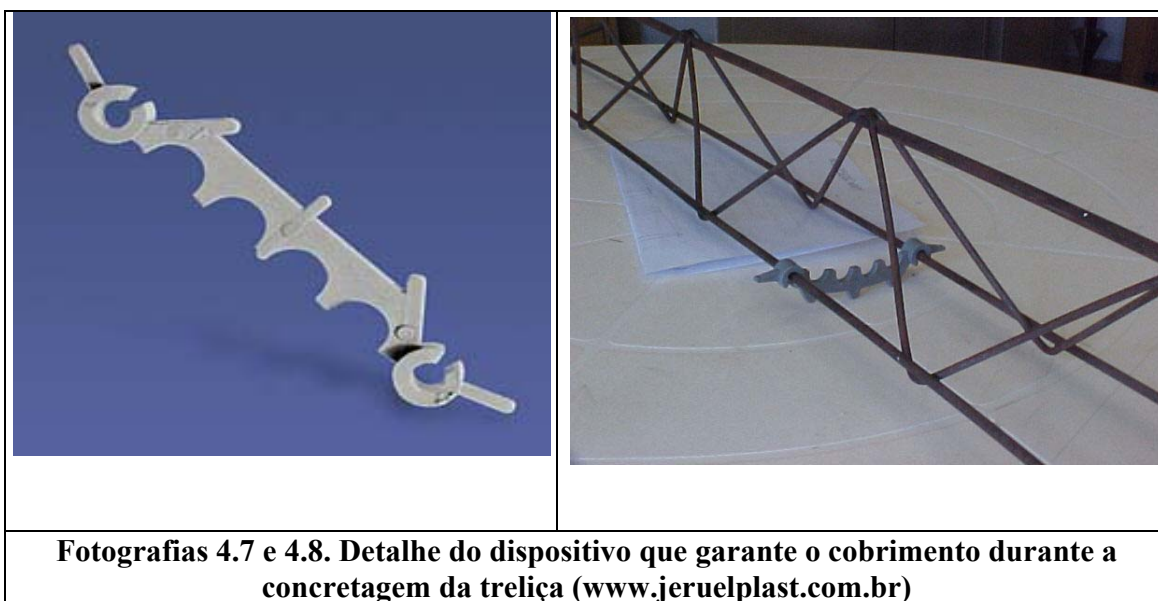 Fotografias 4.7 e 4.8. Detalhe do dispositivo que garante o cobrimento durante a
concretagem da treliça (www.jeruelplast.com.br)